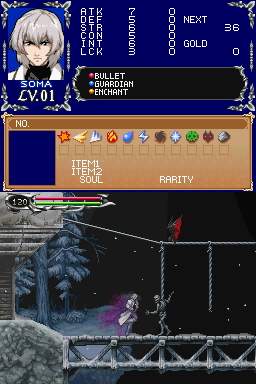 ATK 7 0
DEF 5 0 NEXT
STR 6 0 36
CON 5 0
INT 6 0 GOLD
LCK 3 0 0
SOMA
LV.01
BULLET
GUARDIAN
ENCHANT
NO.
ITEM1
ITEM2
SOUL RARITY
120